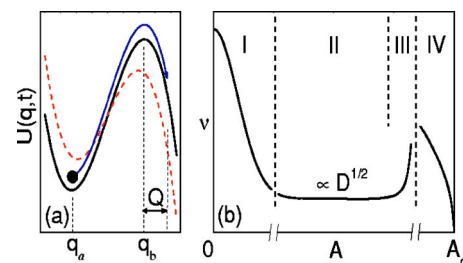 U(q,t)
(a)
Q
q_a
q_b
(b)
ν
I
II
III
IV
∝ D^{1/2}
0
A